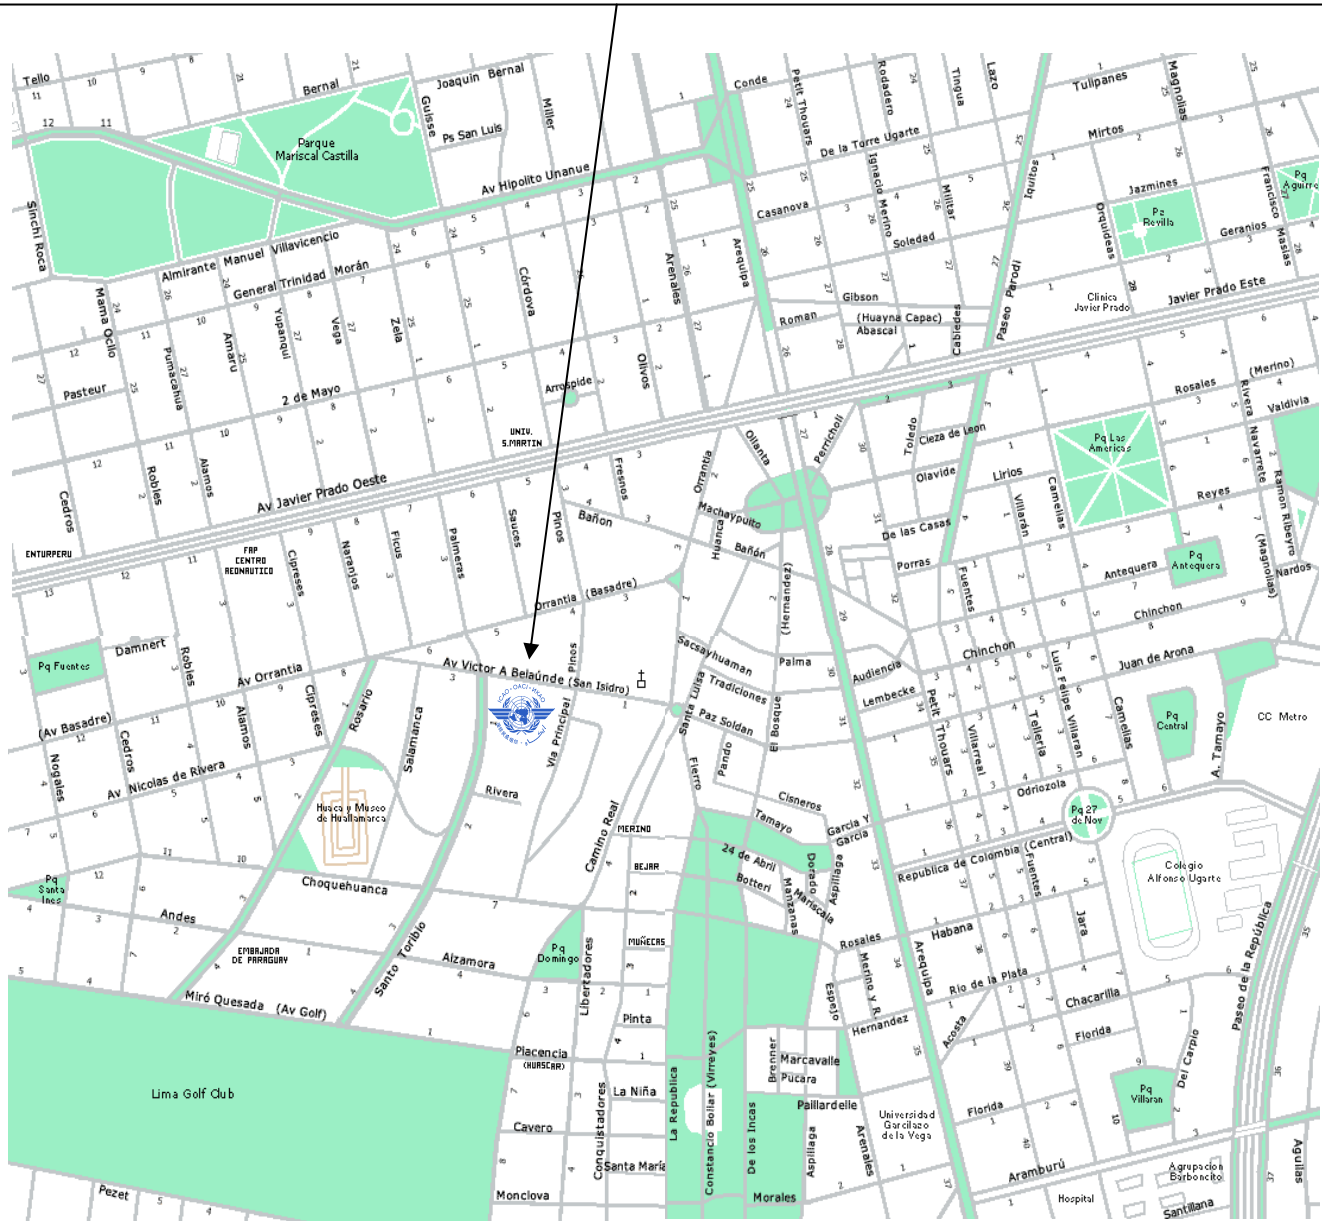 Tello
Bernal
Joaquin Bernal
Guisse
Miller
Ps San Luis
Parque
Mariscal Castilla
Av Hipolito Unanue
Conde
Petit Thouars
Rodadero
Tingua
Lazo
Tulipanes
Magnolias
Mirtos
De la Torre Ugarte
Ignacio Merino
Militar
Iquitos
Jazmines
Pq
Aguirre
Francisco Masias
Orquideas
Pz
Revilla
Geranios
Casanova
Soledad
Sinchi Roca
Almirante Manuel Villavicencio
General Trinidad Morán
Mama Ocllo
Pumacahua
Amaru
Yupanqui
Vega
Zela
Córdova
Arenales
Arequipa
Gibson
Roman
(Huayna Capac)
Abascal
Cabiedes
Paseo Parodi
Clinica
Javier Prado
Javier Prado Este
Pasteur
2 de Mayo
Arrospide
Olivos
UNIV.
S.MARTIN
Rosales
(Merino)
Valdivia
Rivera Navarrete
Ramon Ribeyro
Perricholi
Ollanta
Toledo
Cieza de Leon
Pq Las
Americas
Olavide
Lirios
Villarán
Camelias
Reyes
Cedros
Robles
Alamos
Av Javier Prado Oeste
Sauces
Pinos
Fresnos
Orrantia
Bañon
Machaypuito
Huanca
Bañón
De las Casas
Porras
Antequera
Pq
Antequera
(Magnolias)
Nardos
ENTURPERU
FAP
CENTRO
AEONAUTICO
Cipreses
Naranjos
Ficus
Palmeras
Orrantia (Basadre)
(Hernandez)
Fuentes
Chinchon
Chinchon
Juan de Arona
Damnert
Pq Fuentes
Robles
Av Orrantia
Av Victor A Belaúnde (San Isidro)
Pinos
Sacsayhuaman
Palma
Tradiciones
Audiencia
Lembecke
Luis Felipe Villaran
(Av Basadre)
Cedros
Alamos
Cipreses
Rosario
Salamanca
ICAO·OACI·ИКАО
Via Principal
Santa Luisa
Paz Soldan
El Bosque
Petit Thouars
Villarreal
Telleria
Camelias
Pq
Central
A. Tamayo
CC Metro
Nogales
Av Nicolas de Rivera
Rivera
Fierro
Pando
Cisneros
Odriozola
Huaca y Museo
de Huallamarca
Camino Real
MERINO
Tamayo
Garcia Y
Garcia
Pq 27
de Nov
Republica de Colombia (Central)
BEJAR
24 de Abril
Botteri
Dorado
Aspillaga
Manzanas
Mariscala
Fuentes
Colegio
Alfonso Ugarte
Pq
Santa
Ines
Choquehuanca
Andes
Habana
Jara
Rosales
EMBAJADA
DE PARAGUAY
Santo Toribio
Alzamora
Pq
Domingo
Libertadores
MUÑECAS
Merino y R.
Espejo
Arequipa
Rio de la Plata
Chacarilla
Paseo de la República
Miró Quesada (Av Golf)
Pinta
Hernandez
Acosta
Florida
Del Carpio
Piacencia
(HUASCAR)
Lima Golf Club
La Niña
Conquistadores
La Republica
Constancio Bollar (Virreyes)
De los Incas
Brenner
Marcavalle
Pucara
Paillardelle
Universidad
Garcilazo
de la Vega
Florida
Pq
Villaran
Cavero
Santa María
Aspillaga
Arenales
Aramburú
Agrupacion
Barboncito
Aguilas
Pezet
Monclova
Morales
Hospital
Santillana